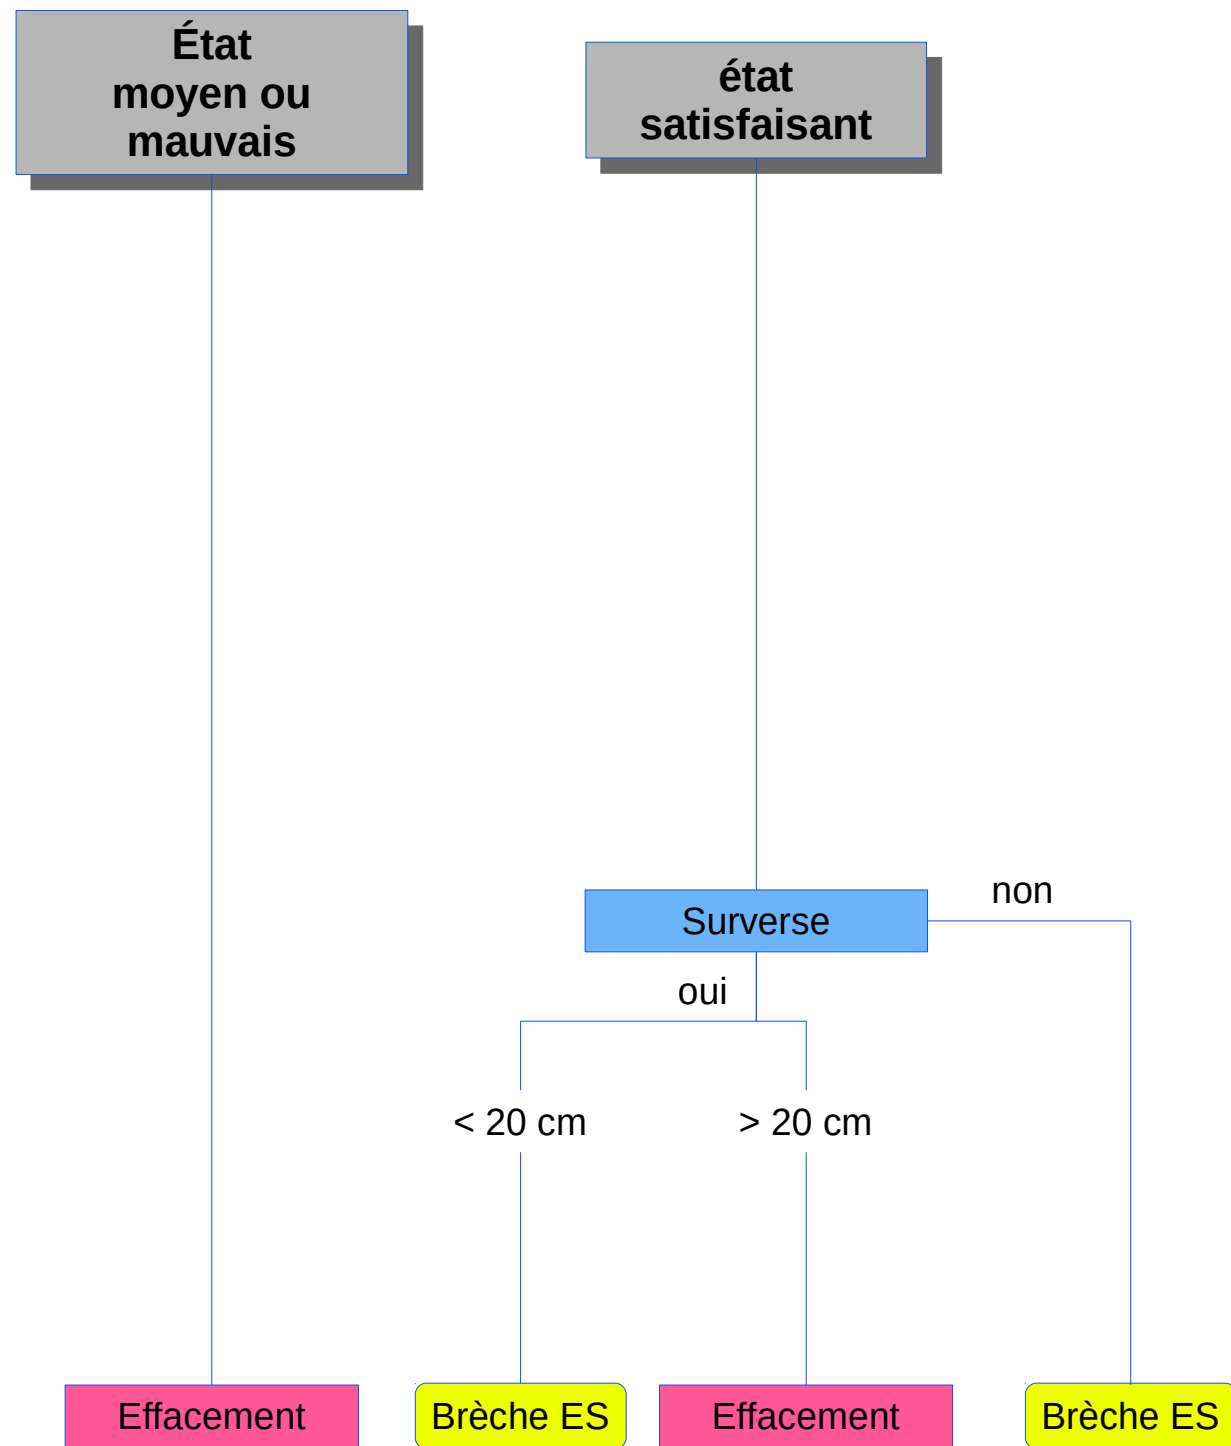 État
moyen ou
mauvais
état
satisfaisant
Surverse
non
oui
< 20 cm
> 20 cm
Effacement
Brèche ES
Effacement
Brèche ES